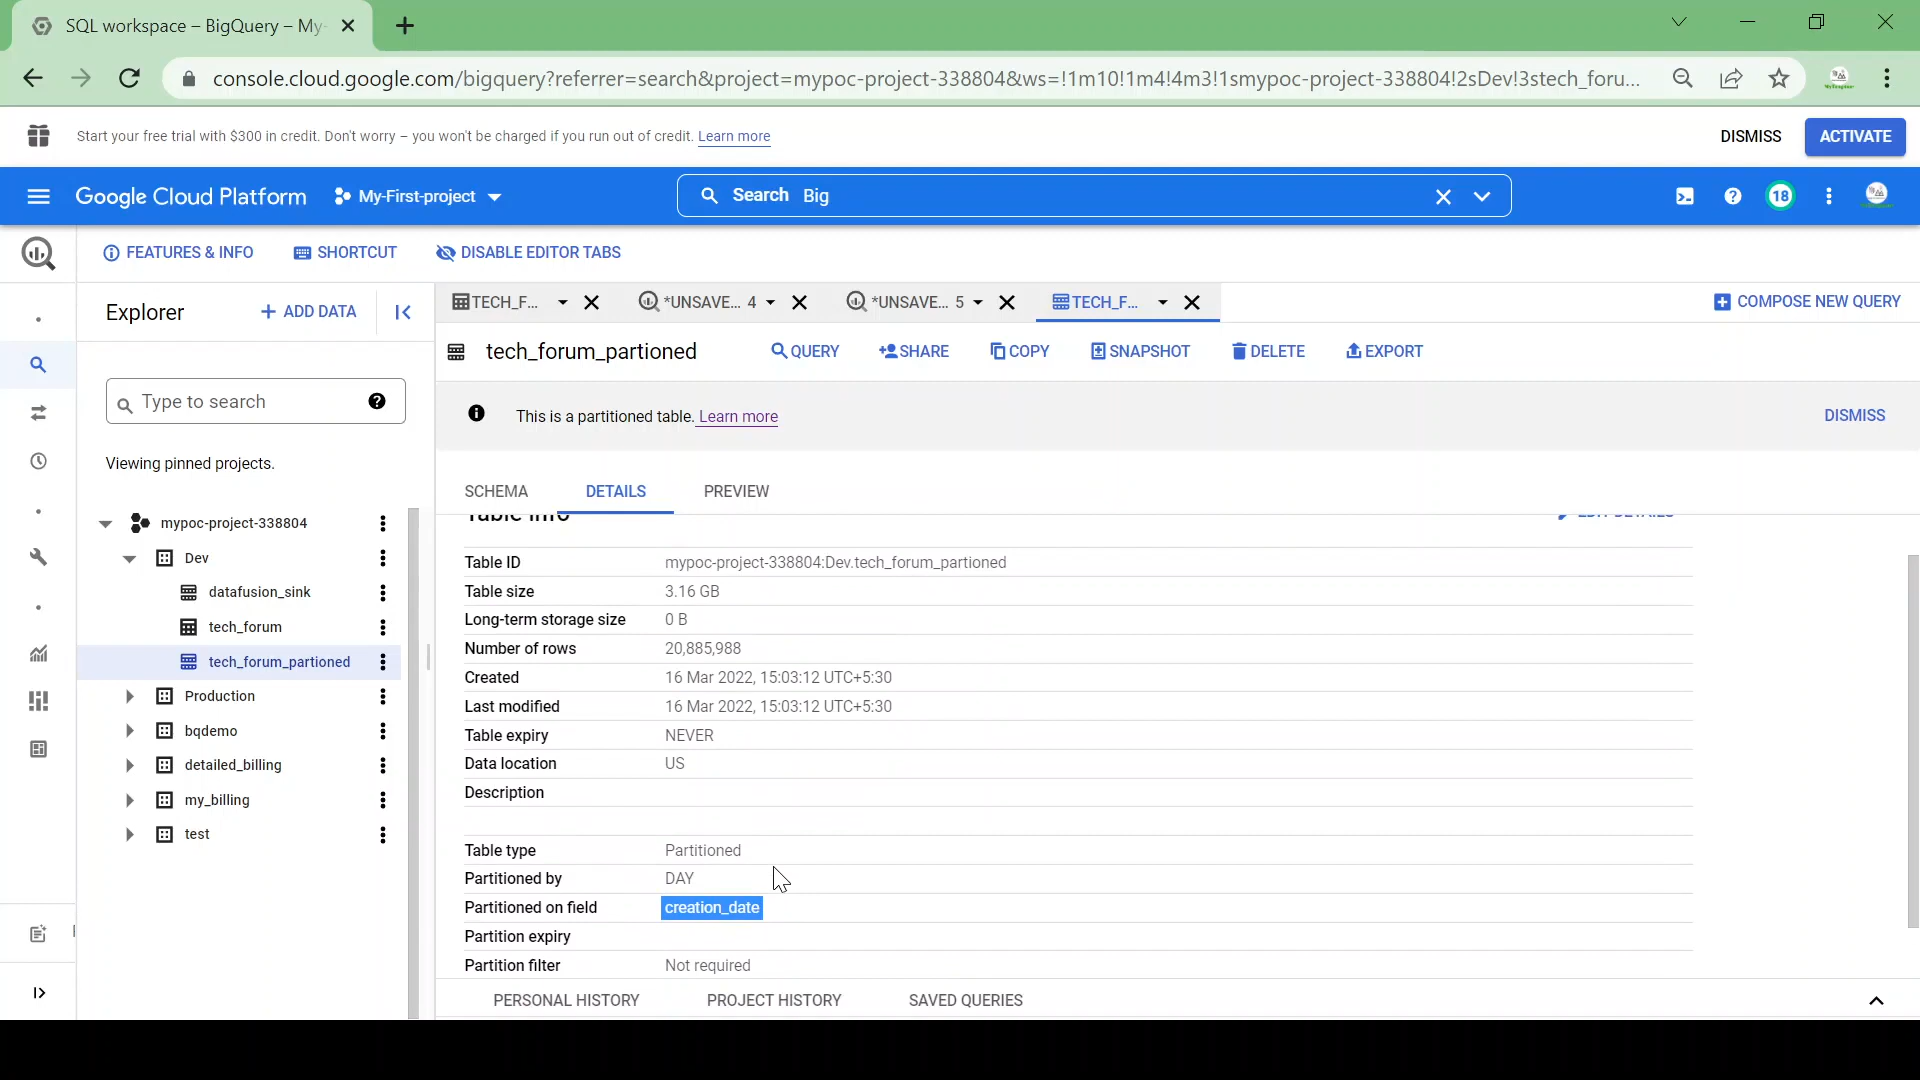 SQL workspace – BigQuery – My-
console.cloud.google.com/bigquery?referrer=search&project=mypoc-project-338804&ws=!1m10!1m4!4m3!1smypoc-project-338804!2sDev!3stech_foru...
Start your free trial with $300 in credit. Don't worry – you won't be charged if you run out of credit. Learn more
DISMISS
ACTIVATE
Google Cloud Platform
My-First-project
Search Big
18
FEATURES & INFO
SHORTCUT
DISABLE EDITOR TABS
Explorer
+ ADD DATA
TECH_F...
*UNSAVE... 4
*UNSAVE... 5
TECH_F...
COMPOSE NEW QUERY
tech_forum_partioned
QUERY
SHARE
COPY
SNAPSHOT
DELETE
EXPORT
Type to search
This is a partitioned table. Learn more
DISMISS
Viewing pinned projects.
SCHEMA
DETAILS
PREVIEW
mypoc-project-338804
Dev
datafusion_sink
tech_forum
tech_forum_partioned
Production
bqdemo
detailed_billing
my_billing
test
Table info
EDIT DETAILS
Table ID mypoc-project-338804:Dev.tech_forum_partioned
Table size 3.16 GB
Long-term storage size 0 B
Number of rows 20,885,988
Created 16 Mar 2022, 15:03:12 UTC+5:30
Last modified 16 Mar 2022, 15:03:12 UTC+5:30
Table expiry NEVER
Data location US
Description
Table type Partitioned
Partitioned by DAY
Partitioned on field creation_date
Partition expiry
Partition filter Not required
PERSONAL HISTORY
PROJECT HISTORY
SAVED QUERIES